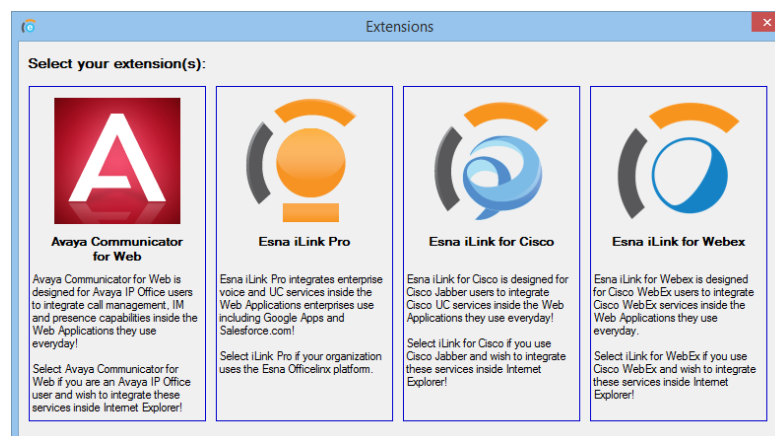 Extensions
Select your extension(s):
Avaya Communicator
for Web
Avaya Communicator for Web is
designed for Avaya IP Office users
to integrate call management, IM
and presence capabilities inside the
Web Applications they use
everyday!
Select Avaya Communicator for
Web if you are an Avaya IP Office
user and wish to integrate these
services inside Internet Explorer!
Esna iLink Pro
Esna iLink Pro integrates enterprise
voice and UC services inside the
Web Applications enterprises use
including Google Apps and
Salesforce.com!
Select iLink Pro if your organization
uses the Esna Officelinx platform.
Esna iLink for Cisco
Esna iLink for Cisco is designed for
Cisco Jabber users to integrate
Cisco UC services inside the Web
Applications they use everyday!
Select iLink for Cisco if you use
Cisco Jabber and wish to integrate
these services inside Internet
Explorer!
Esna iLink for Webex
Esna iLink for Webex is designed
for Cisco WebEx users to integrate
Cisco WebEx services inside the
Web Applications they use
everyday.
Select iLink for WebEx if you use
Cisco WebEx and wish to integrate
these services inside Internet
Explorer!